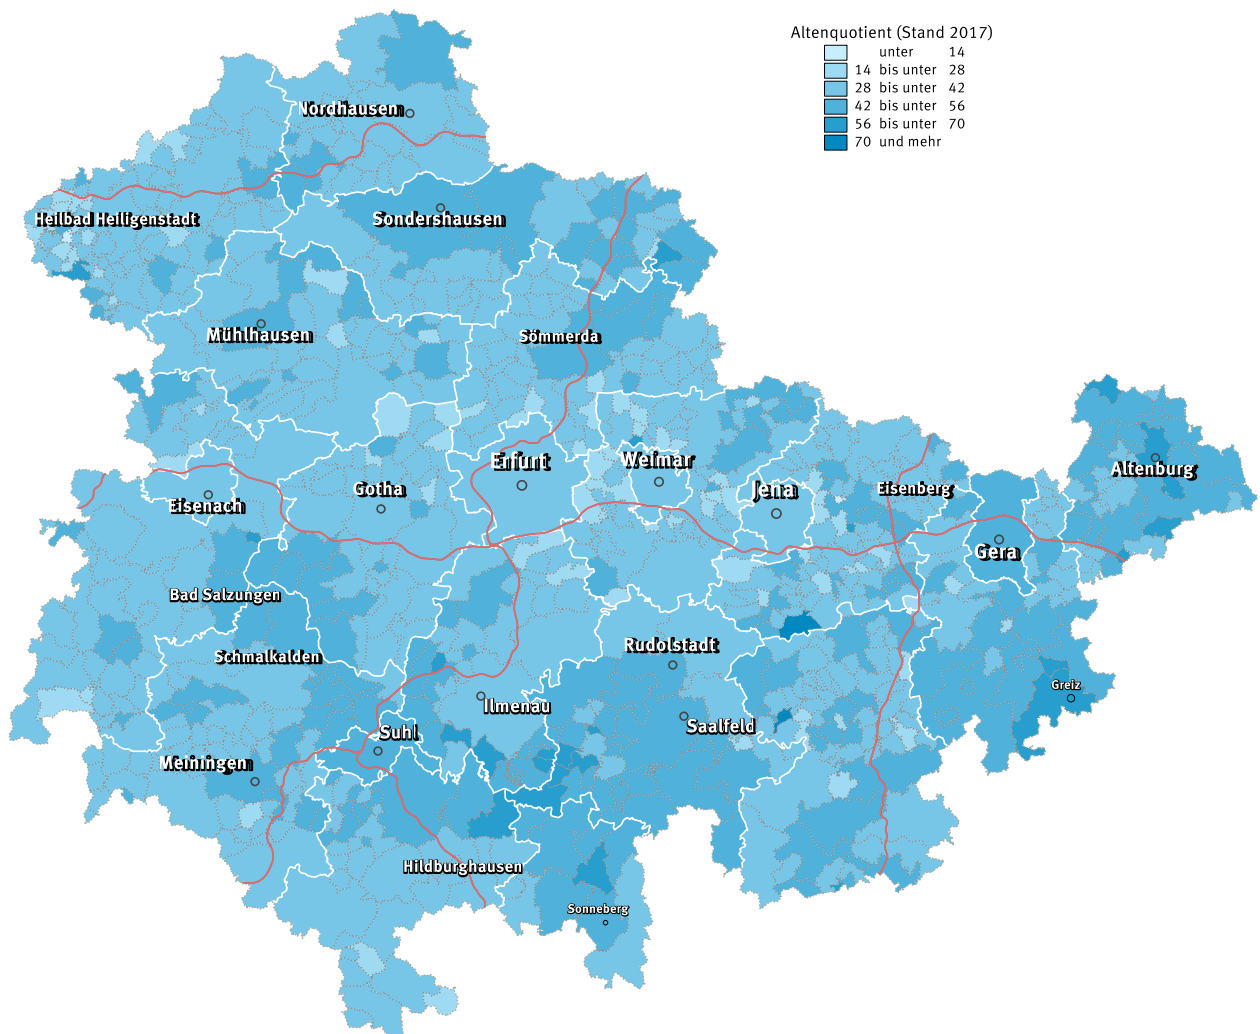 Altenquotient (Stand 2017)
unter 14
14 bis unter 28
28 bis unter 42
42 bis unter 56
56 bis unter 70
70 und mehr
Nordhausen
Heilbad Heiligenstadt
Sondershausen
Mühlhausen
Sömmerda
Erfurt
Weimar
Altenburg
Gotha
Jena
Eisenberg
Eisenach
Gera
Bad Salzungen
Rudolstadt
Schmalkalden
Greiz
Ilmenau
Saalfeld
Suhl
Meiningen
Hildburghausen
Sonneberg